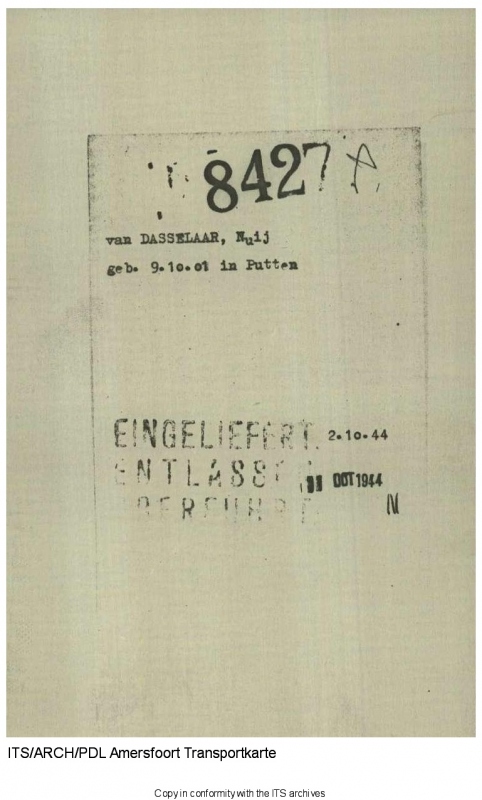 8427 A
van DASSELAAR, Nuij
geb. 9.10.01 in Putten
EINGELIEFERT. 2.10.44
ENTLASSEN OCT 1944
N
ITS/ARCH/PDL Amersfoort Transportkarte
Copy in conformity with the ITS archives